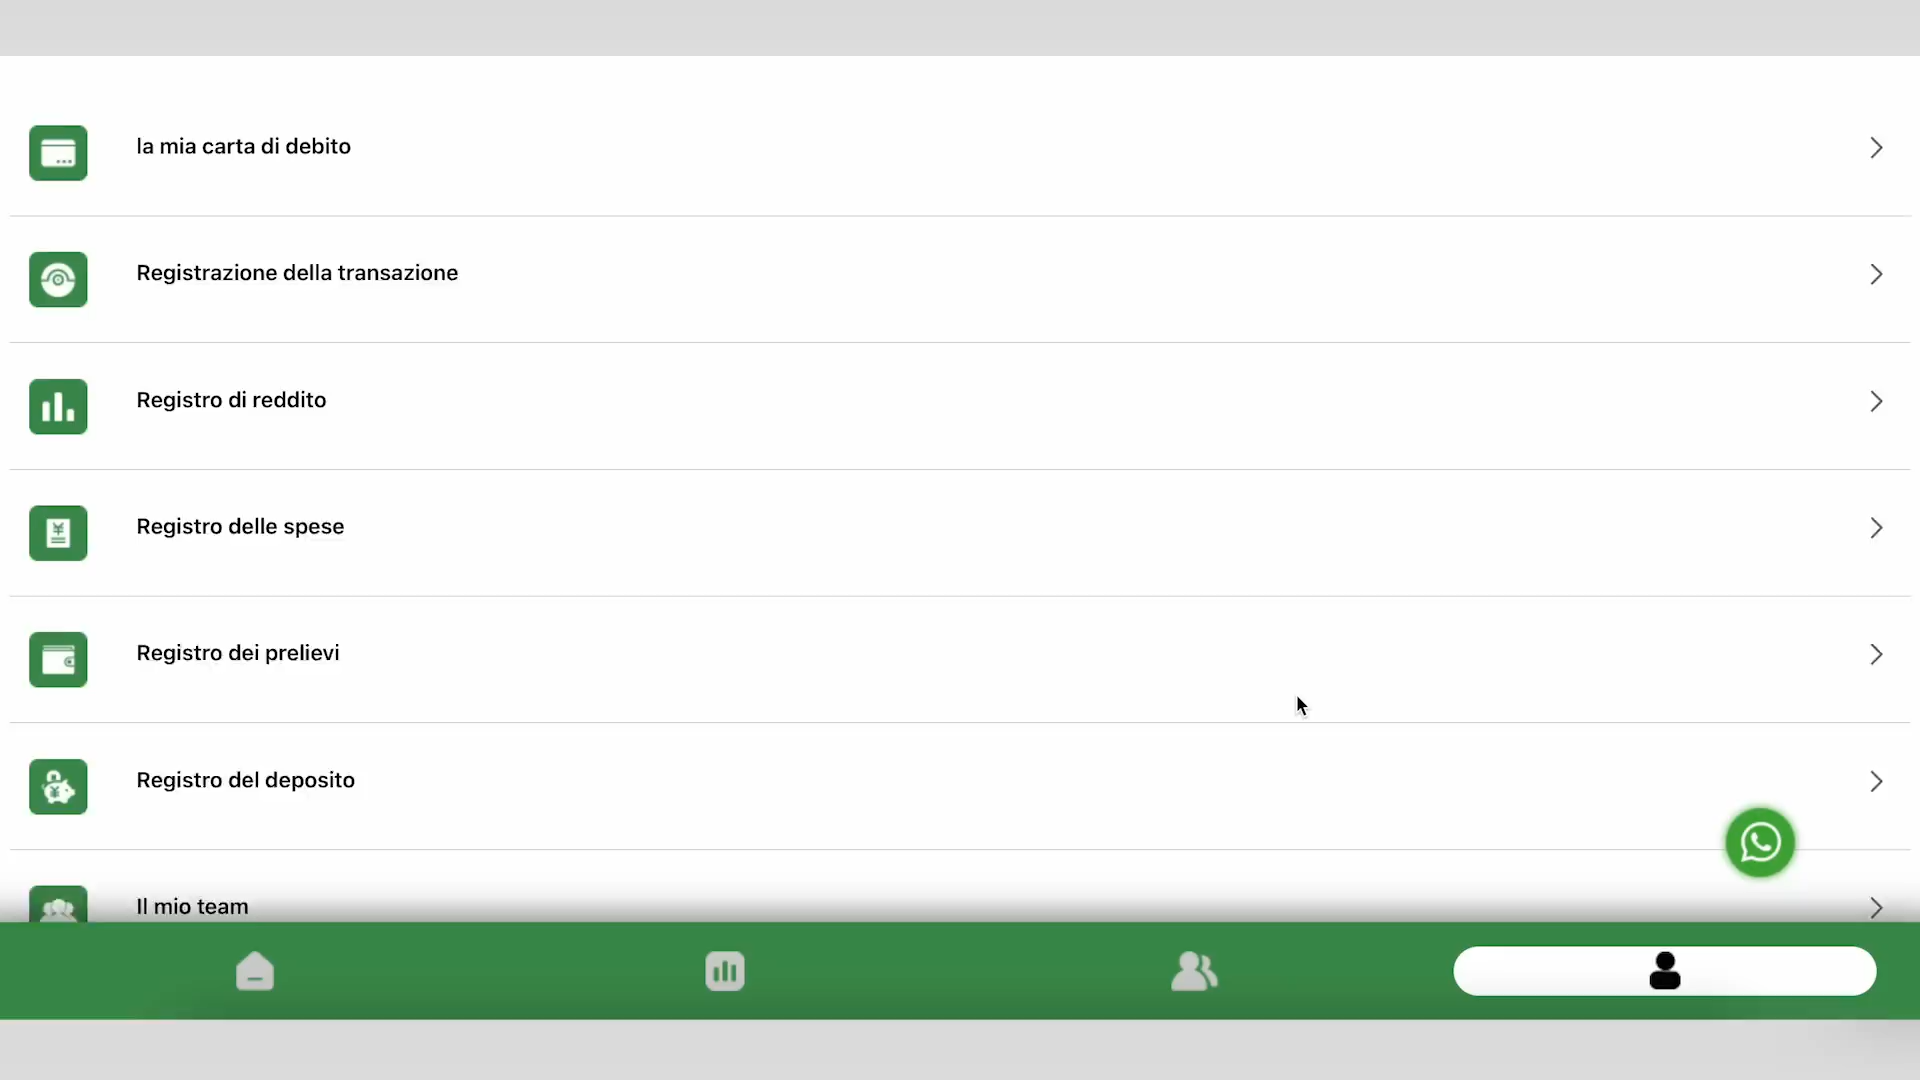 la mia carta di debito
Registrazione della transazione
Registro di reddito
Registro delle spese
Registro dei prelievi
Registro del deposito
Il mio team